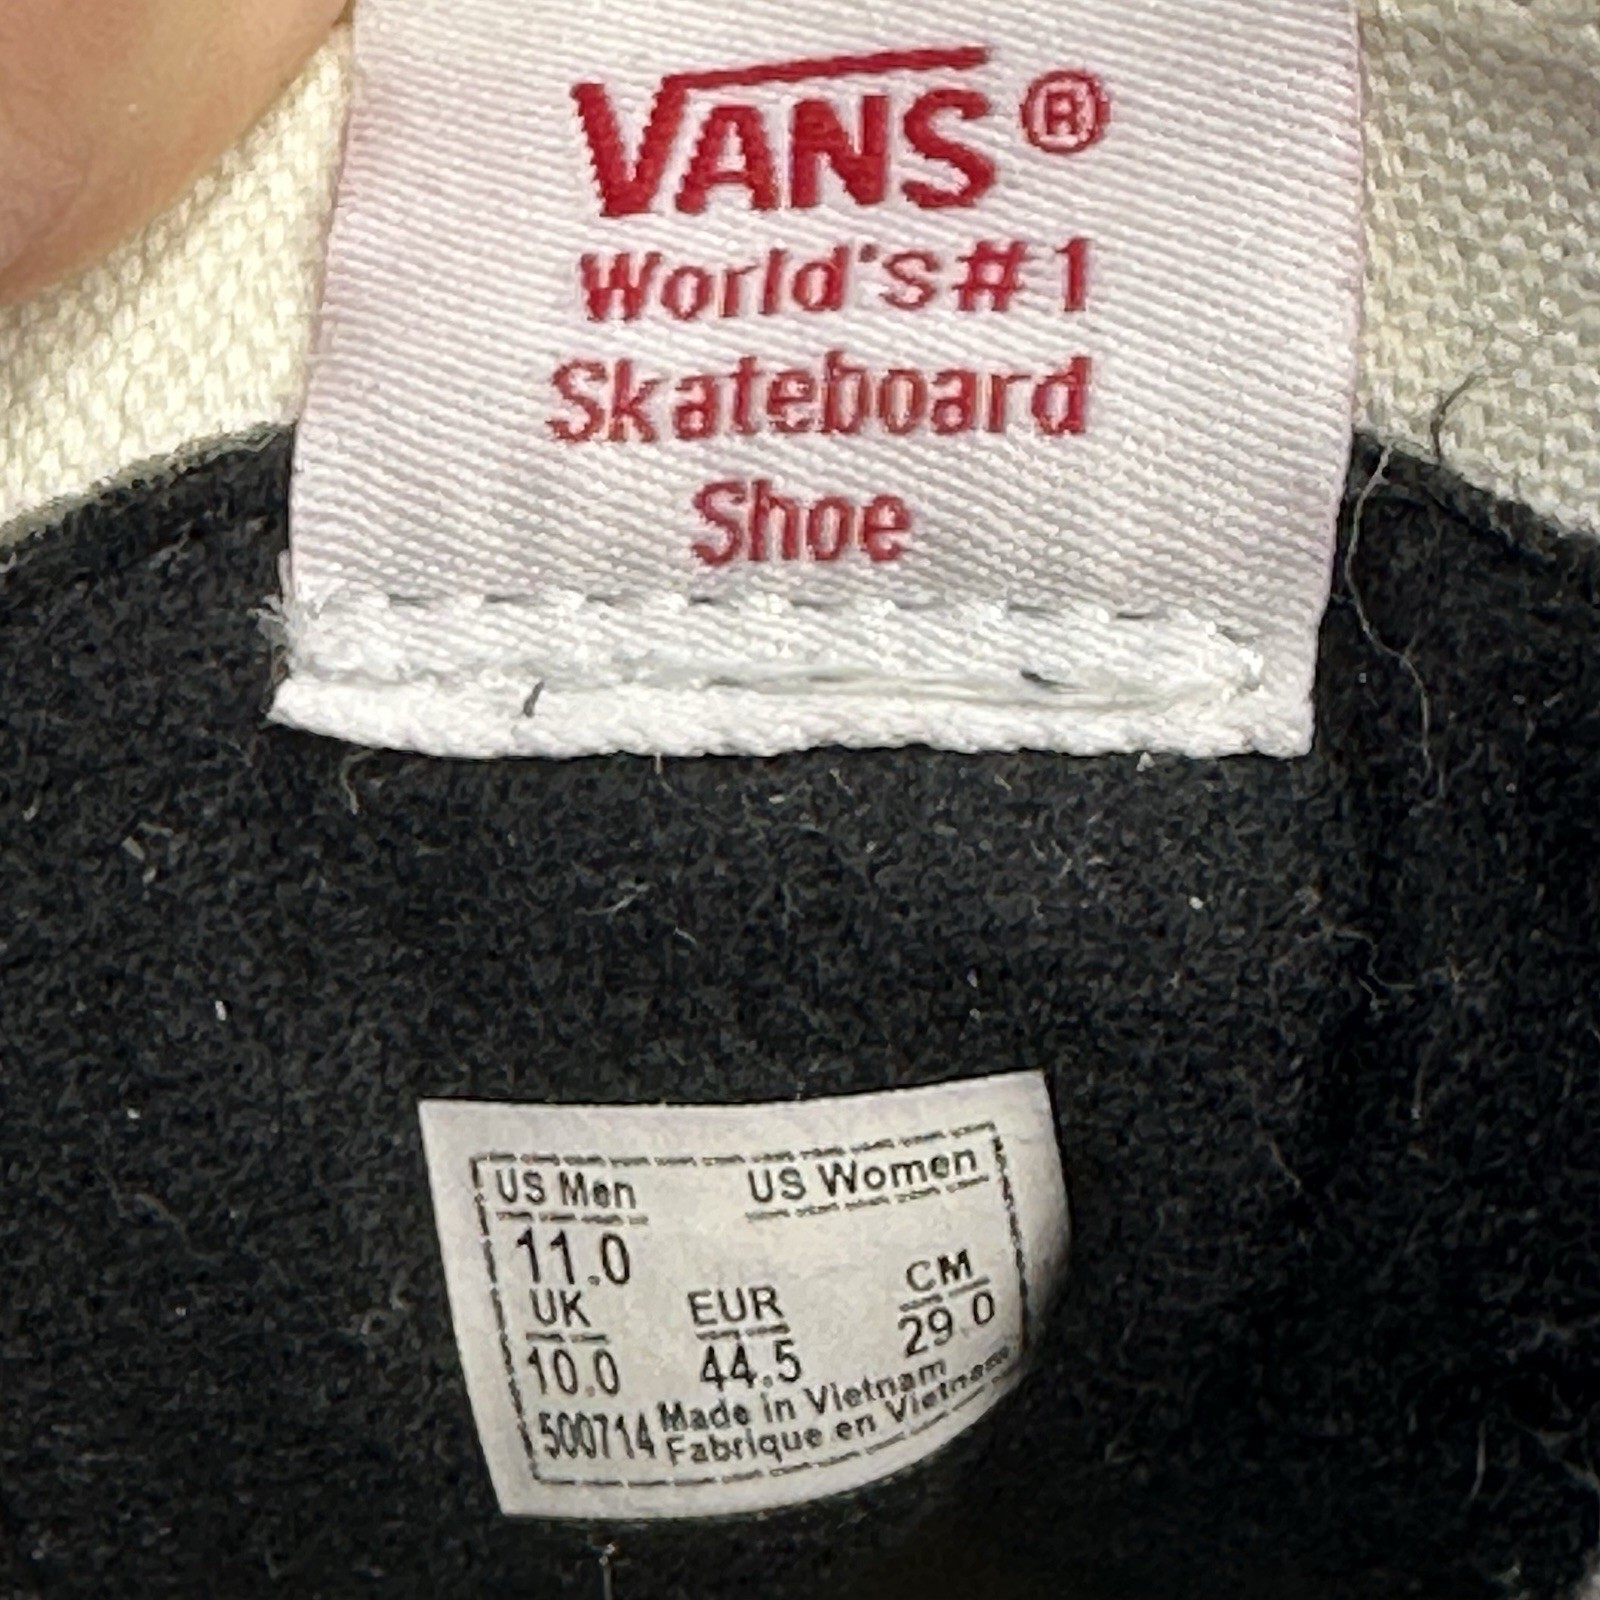 VANS®
World's #1
Skateboard
Shoe
US Men US Women
11.0
UK EUR CM
10.0 44.5 29.0
500714 Made in Vietnam
Fabrique en Vietnam